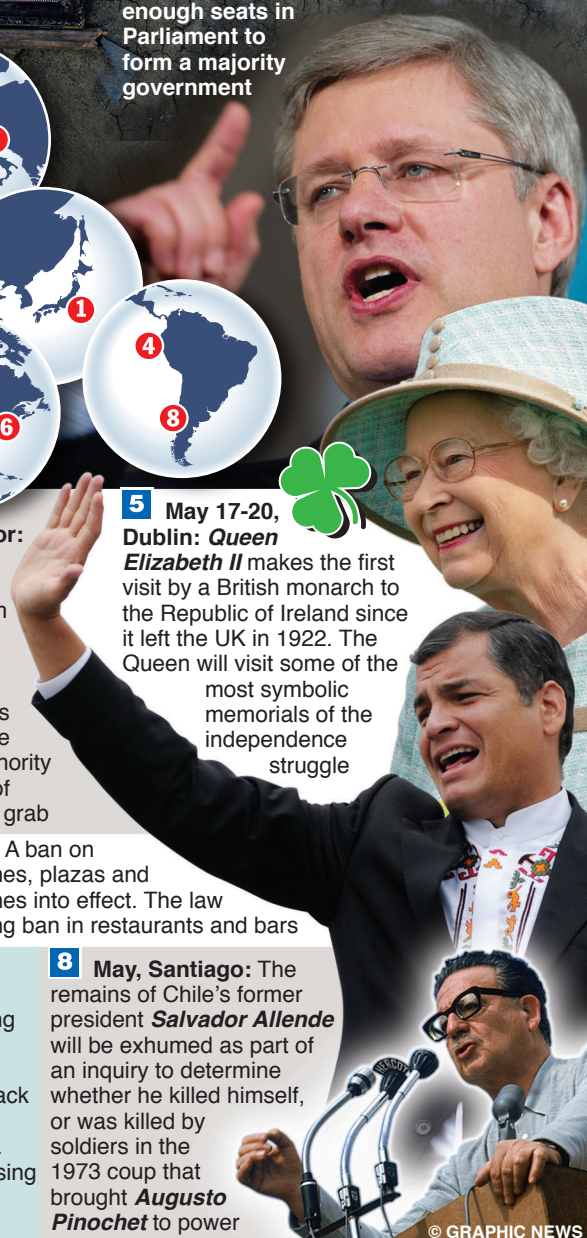 enough seats in
Parliament to
form a majority
government
1
4
8
6
5 May 17-20,
Dublin: Queen
Elizabeth II makes the first
visit by a British monarch to
the Republic of Ireland since
it left the UK in 1922. The
Queen will visit some of the
most symbolic
memorials of the
independence
struggle
or:
s
e
hority
of
grab
A ban on
nes, plazas and
nes into effect. The law
ng ban in restaurants and bars
8 May, Santiago: The
remains of Chile's former
president Salvador Allende
will be exhumed as part of
an inquiry to determine
whether he killed himself,
or was killed by
soldiers in the
1973 coup that
brought Augusto
Pinochet to power
ng
ack
sing
HERCOT
© GRAPHIC NEWS